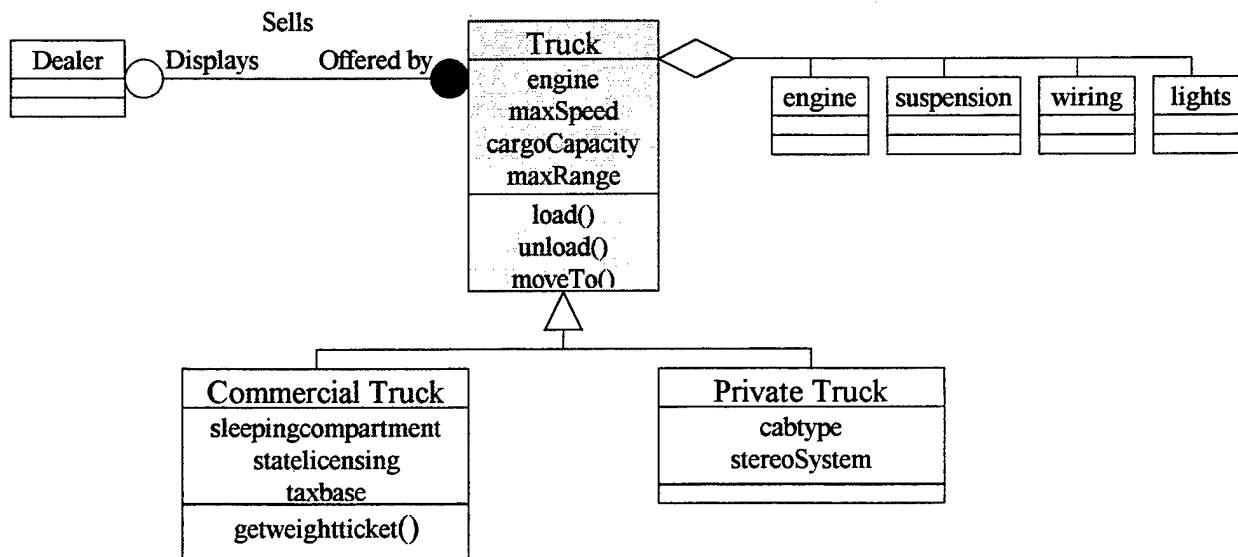 Sells
Dealer
Displays
Offered by
Truck
engine
maxSpeed
cargoCapacity
maxRange
load()
unload()
moveTo()
engine
suspension
wiring
lights
Commercial Truck
sleepingcompartment
statelicensing
taxbase
getweightticket()
Private Truck
cabtype
stereoSystem